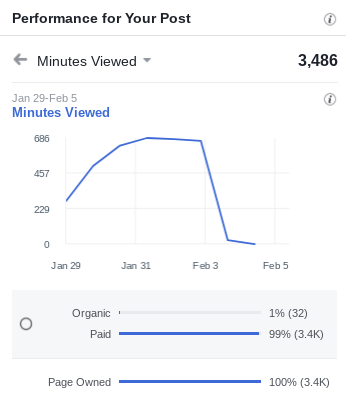 Performance for Your Post
Minutes Viewed
3,486
Jan 29-Feb 5
Minutes Viewed
686
457
229
0
Jan 29 Jan 31 Feb 3 Feb 5
Organic 1% (32)
Paid 99% (3.4K)
Page Owned 100% (3.4K)